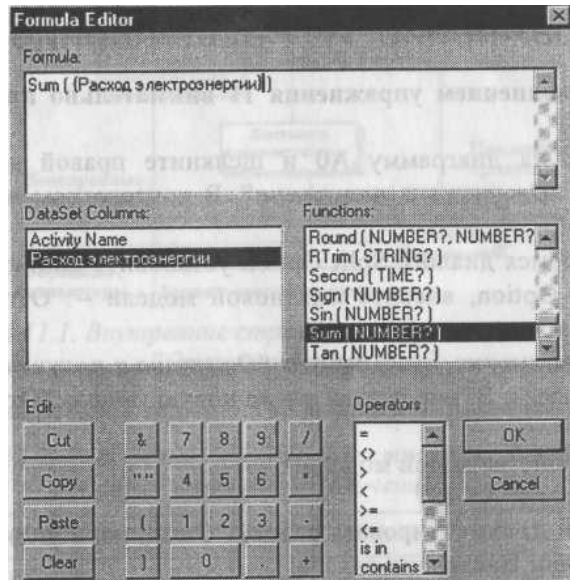 Formula Editor
Formula:
Sum ( {Расход электроэнергии} )
DataSet Columns:
Activity Name
Расход электроэнергии
Functions:
Round ( NUMBER?, NUMBER?
RTrim ( STRING? )
Second ( TIME? )
Sign ( NUMBER? )
Sin ( NUMBER? )
Sum ( NUMBER? )
Tan ( NUMBER? )
Edit
Cut
Copy
Paste
Clear
& 7 8 9 /
"" 4 5 6 *
( 1 2 3 -
) 0 . +
Operators
=
<>
>
<
>=
<=
is in
contains
OK
Cancel